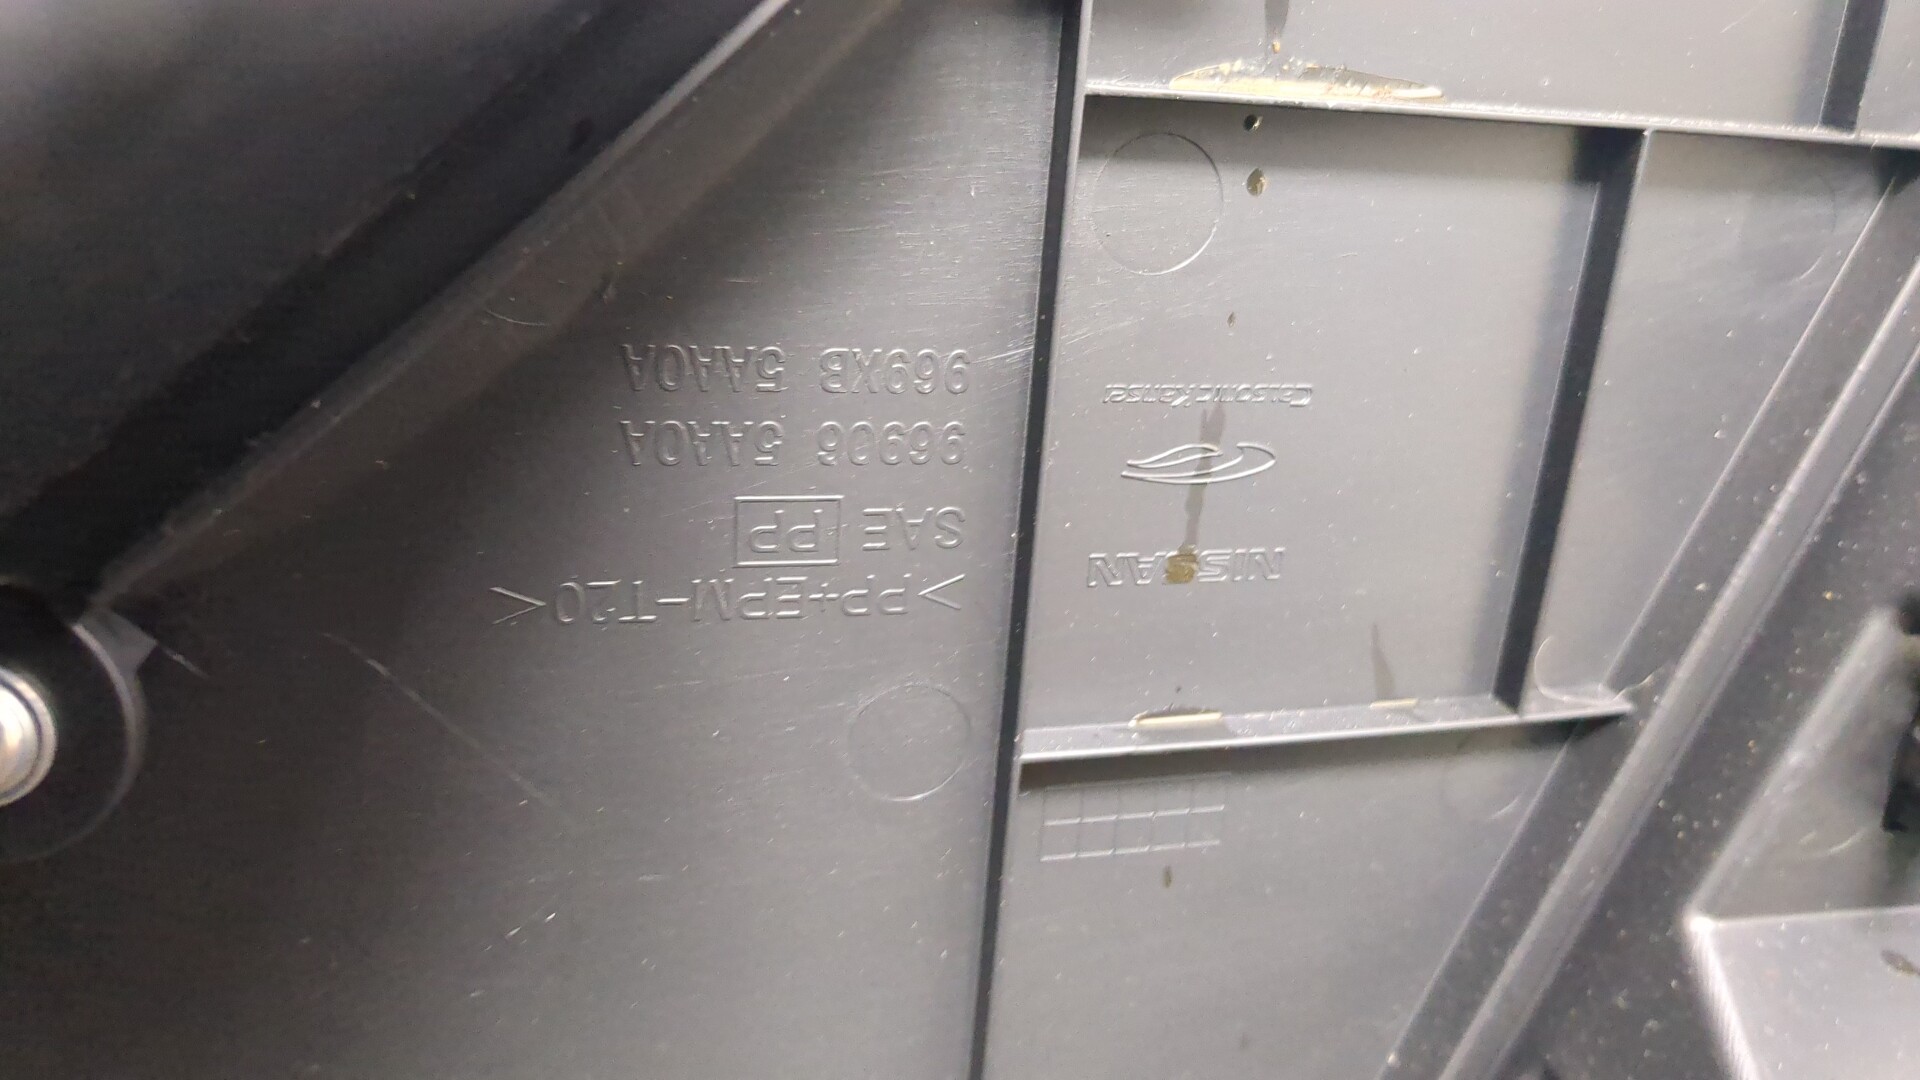 NISSAN
CalsonicKansei
>PP+EPM-T20<
SAE PP
96906 5AA0A
969XB 5AA0A